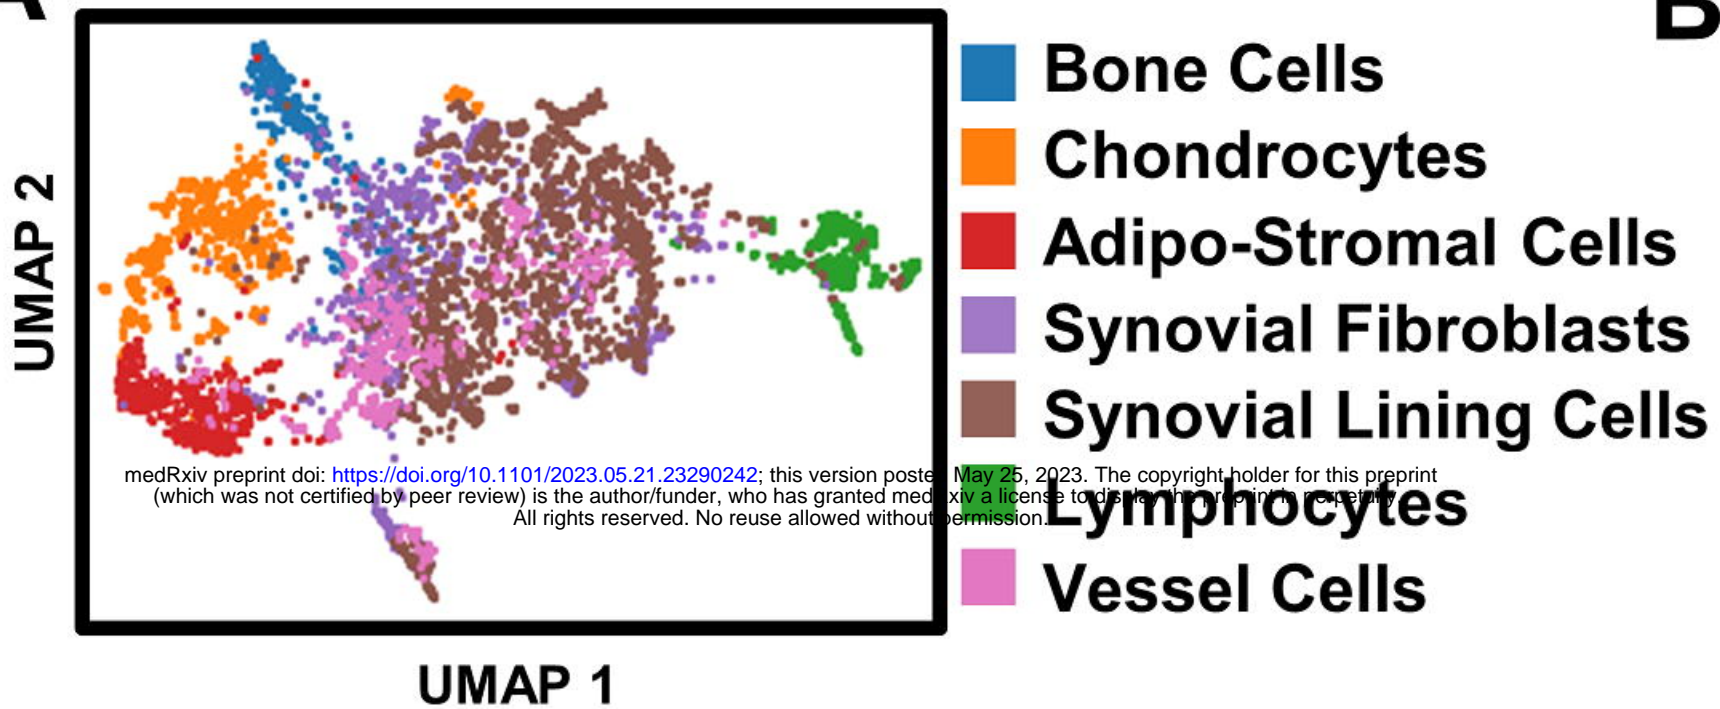 A
B
Bone Cells
Chondrocytes
Adipo-Stromal Cells
Synovial Fibroblasts
Synovial Lining Cells
Lymphocytes
Vessel Cells
UMAP 2
medRxiv preprint doi: https://doi.org/10.1101/2023.05.21.23290242; this version posted May 25, 2023. The copyright holder for this preprint
(which was not certified by peer review) is the author/funder, who has granted medRxiv a license to display the preprint in perpetuity.
All rights reserved. No reuse allowed without permission.
UMAP 1